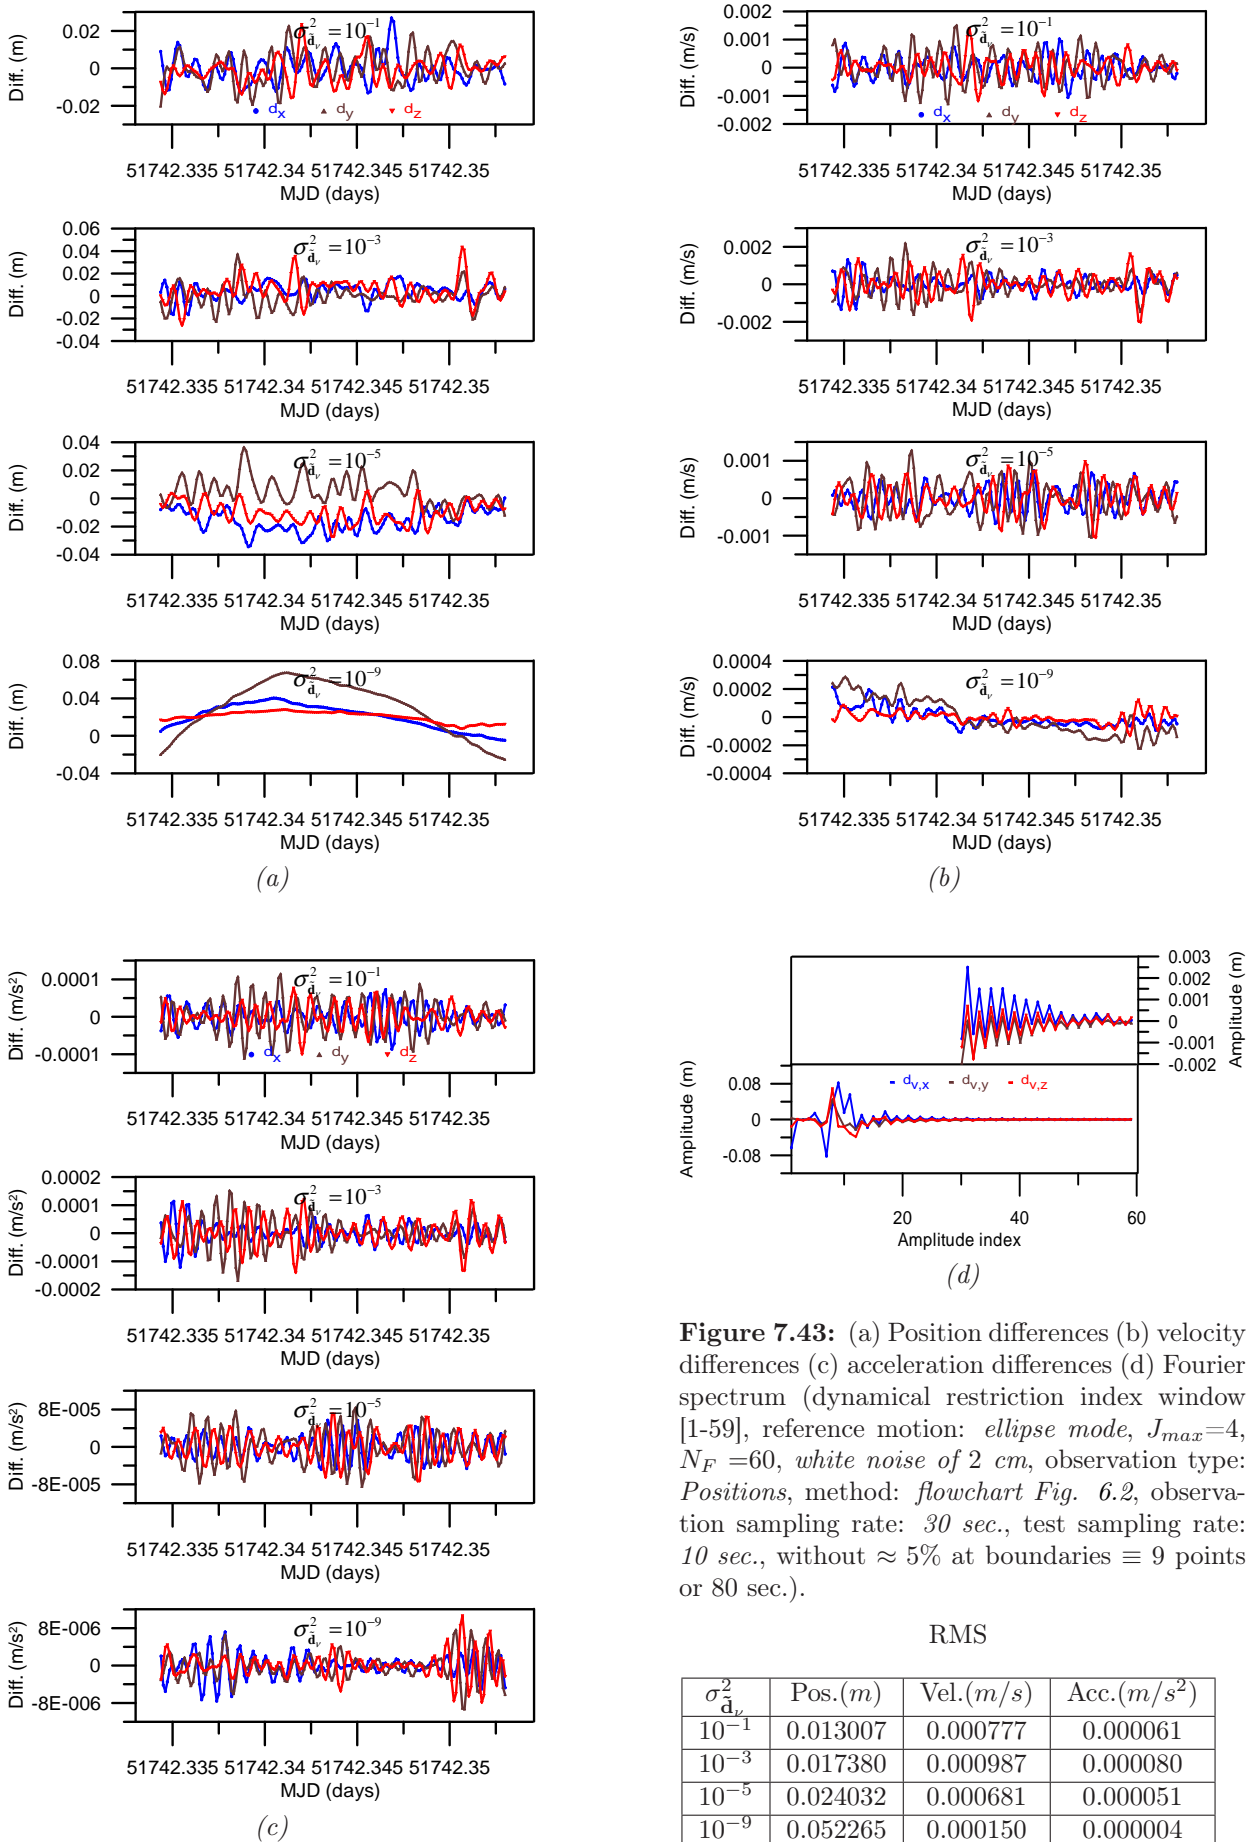 Diff. (m)
0.02
0
-0.02
σ²d̃ᵥ =10⁻¹
dx dy dz
51742.335 51742.34 51742.345 51742.35
MJD (days)
Diff. (m)
0.06
0.04
0.02
0
-0.02
-0.04
σ²d̃ᵥ =10⁻³
51742.335 51742.34 51742.345 51742.35
MJD (days)
Diff. (m)
0.04
0.02
0
-0.02
-0.04
σ²d̃ᵥ =10⁻⁵
51742.335 51742.34 51742.345 51742.35
MJD (days)
Diff. (m)
0.08
0.04
0
-0.04
σ²d̃ᵥ =10⁻⁹
51742.335 51742.34 51742.345 51742.35
MJD (days)
(a)
Diff. (m/s)
0.002
0.001
0
-0.001
-0.002
σ²d̃ᵥ =10⁻¹
dx dy dz
51742.335 51742.34 51742.345 51742.35
MJD (days)
Diff. (m/s)
0.002
0
-0.002
σ²d̃ᵥ =10⁻³
51742.335 51742.34 51742.345 51742.35
MJD (days)
Diff. (m/s)
0.001
0
-0.001
σ²d̃ᵥ =10⁻⁵
51742.335 51742.34 51742.345 51742.35
MJD (days)
Diff. (m/s)
0.0004
0.0002
0
-0.0002
-0.0004
σ²d̃ᵥ =10⁻⁹
51742.335 51742.34 51742.345 51742.35
MJD (days)
(b)
Diff. (m/s²)
0.0001
0
-0.0001
σ²d̃ᵥ =10⁻¹
dx dy dz
51742.335 51742.34 51742.345 51742.35
MJD (days)
Diff. (m/s²)
0.0002
0.0001
0
-0.0001
-0.0002
σ²d̃ᵥ =10⁻³
51742.335 51742.34 51742.345 51742.35
MJD (days)
Diff. (m/s²)
8E-005
0
-8E-005
σ²d̃ᵥ =10⁻⁵
51742.335 51742.34 51742.345 51742.35
MJD (days)
Diff. (m/s²)
8E-006
0
-8E-006
σ²d̃ᵥ =10⁻⁹
51742.335 51742.34 51742.345 51742.35
MJD (days)
(c)
0.003
0.002
0.001
0
-0.001
-0.002
Amplitude (m)
Amplitude (m)
0.08
0
-0.08
dv,x dv,y dv,z
20 40 60
Amplitude index
(d)
Figure 7.43: (a) Position differences (b) velocity
differences (c) acceleration differences (d) Fourier
spectrum (dynamical restriction index window
[1-59], reference motion: ellipse mode, Jmax=4,
NF =60, white noise of 2 cm, observation type:
Positions, method: flowchart Fig. 6.2, observa-
tion sampling rate: 30 sec., test sampling rate:
10 sec., without ≈ 5% at boundaries ≡ 9 points
or 80 sec.).
RMS
σ²d̃ᵥ Pos.(m) Vel.(m/s) Acc.(m/s²)
10⁻¹ 0.013007 0.000777 0.000061
10⁻³ 0.017380 0.000987 0.000080
10⁻⁵ 0.024032 0.000681 0.000051
10⁻⁹ 0.052265 0.000150 0.000004